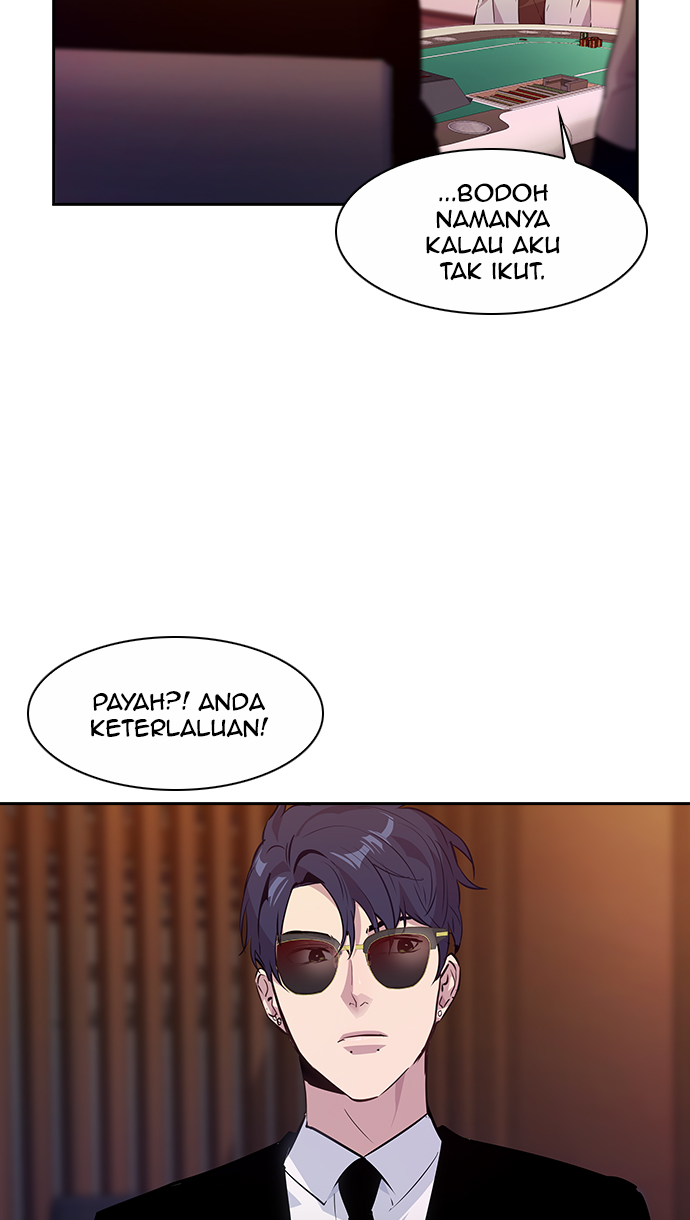 ...BODOH
NAMANYA
KALAU AKU
TAK IKUT.
PAYAH?! ANDA
KETERLALUAN!